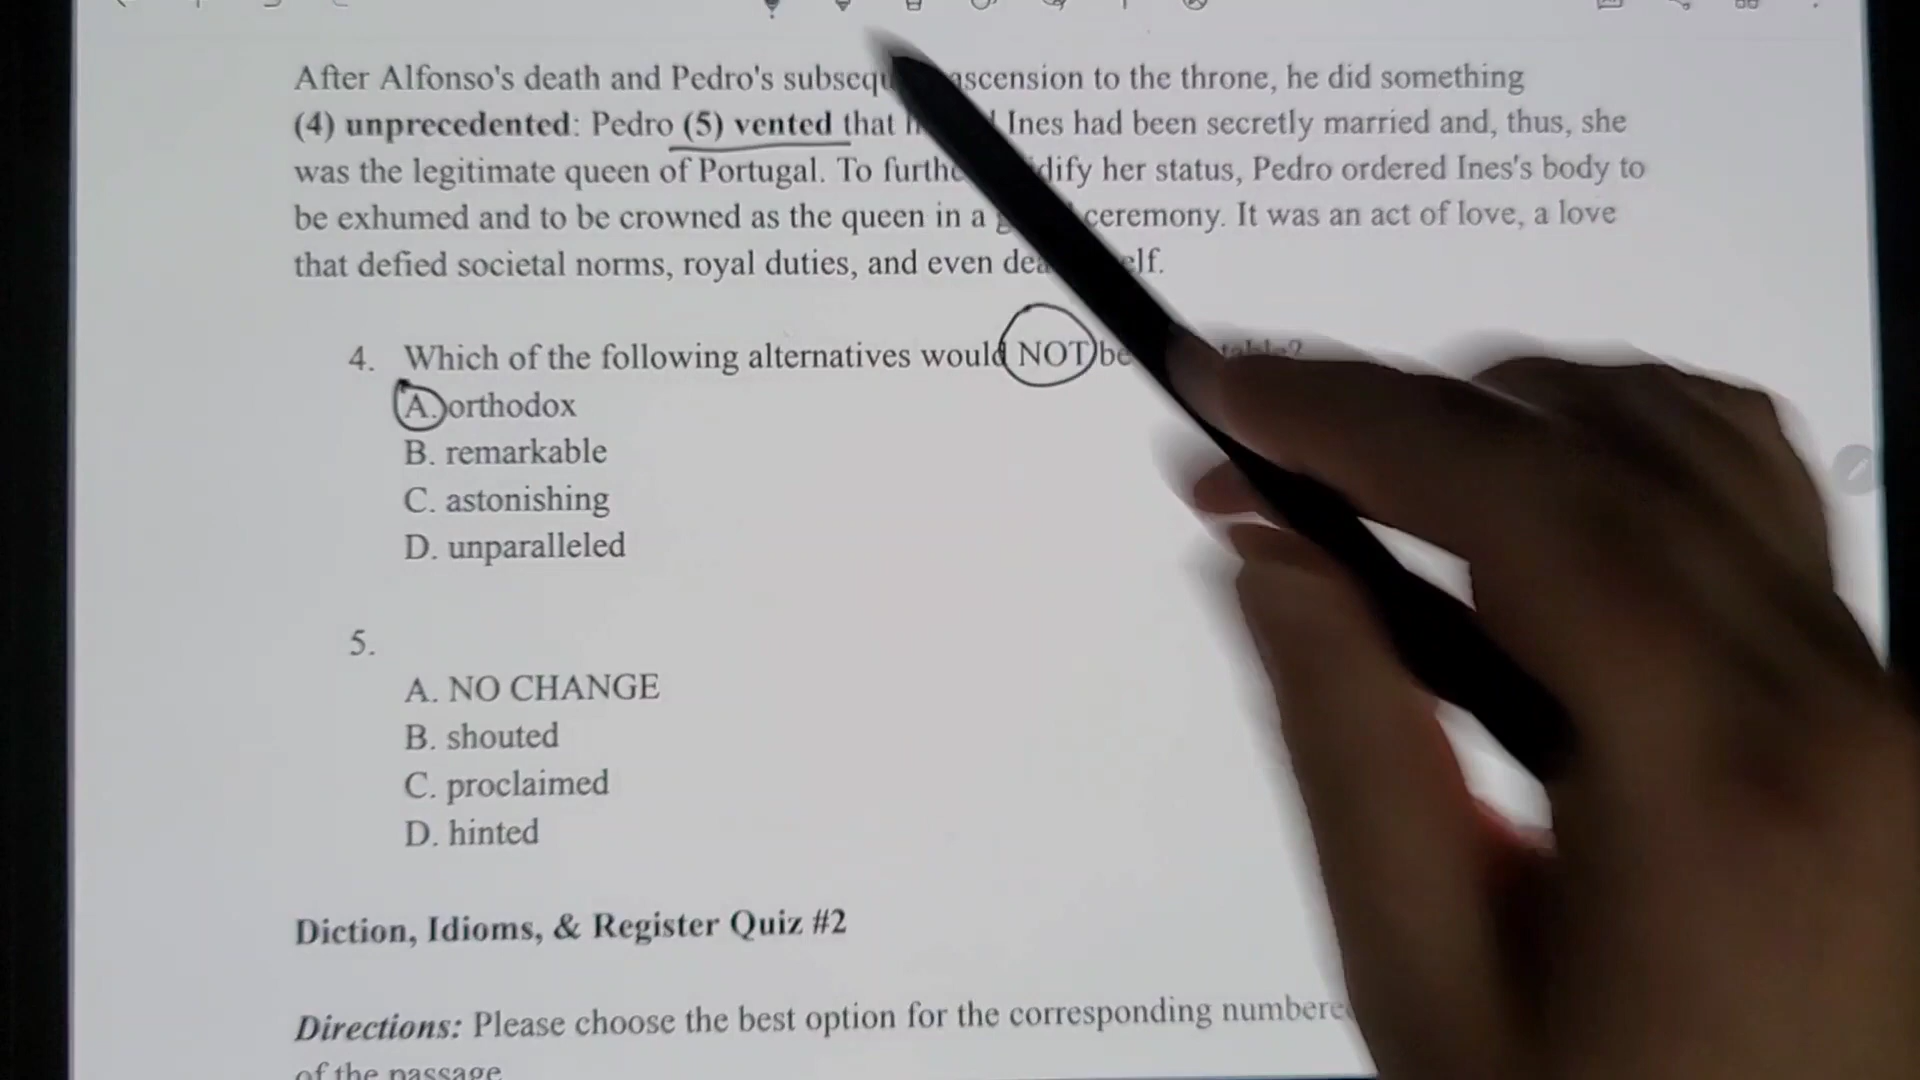 After Alfonso's death and Pedro's ascension to the throne, he did something
(4) unprecedented: Pedro (5) vented that Ines had been secretly married and, thus, she
was the legitimate queen of Portugal. To her status, Pedro ordered Ines's body to
be exhumed and to be crowned as the queen in a ceremony. It was an act of love, a love
that defied societal norms, royal duties, and even
4. Which of the following alternatives would NOT be
A. orthodox
B. remarkable
C. astonishing
D. unparalleled
5.
A. NO CHANGE
B. shouted
C. proclaimed
D. hinted
Diction, Idioms, & Register Quiz #2
Directions: Please choose the best option for the corresponding
of the passage